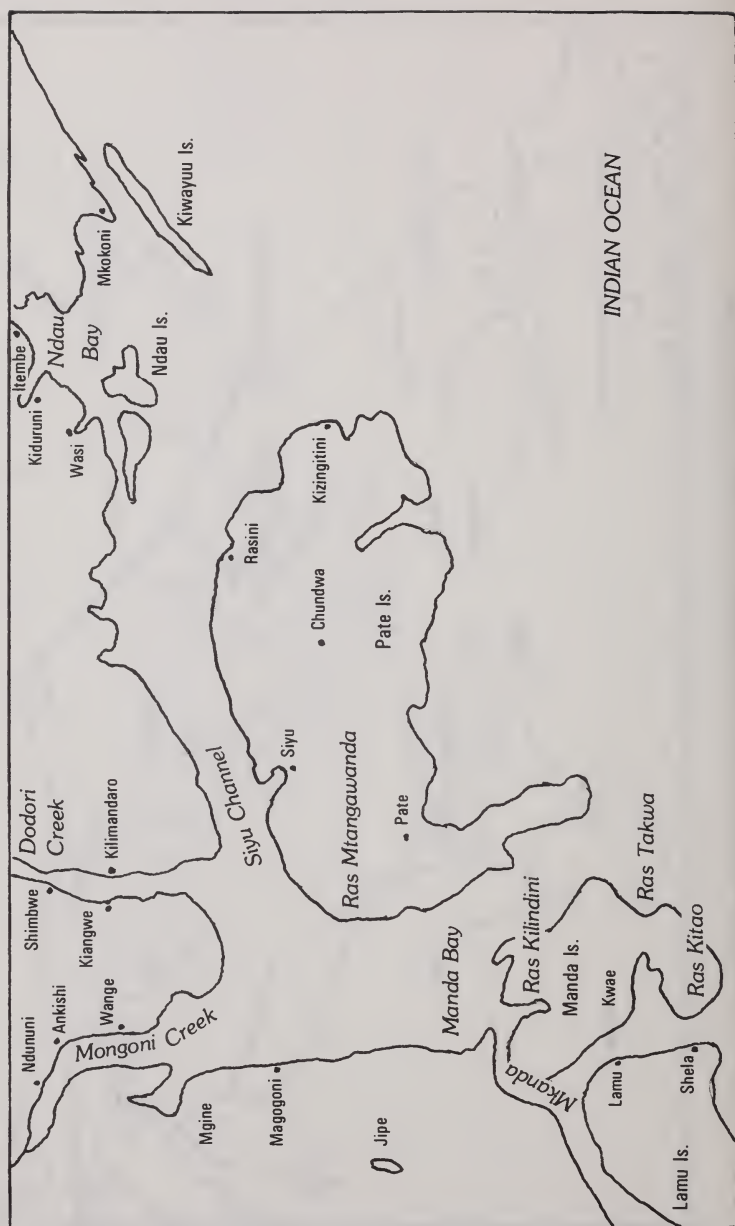 Ndununi
Ankishi
Wange
Mongoni Creek
Shimbwe
Kiangwe
Dodori
Creek
Kilimandaro
Kiduruni
Wasi
Itembe
Ndau
Bay
Ndau Is.
Mkokoni
Kiwayuu Is.
Mgine
Magogoni
Jipe
Siyu Channel
Siyu
Rasini
Chundwa
Kizingitini
Ras Mtangawanda
Pate
Pate Is.
Manda Bay
Ras Kilindini
Manda Is.
Kwae
Mkanda
Ras Takwa
Ras Kitao
Lamu
Shela
Lamu Is.
INDIAN OCEAN